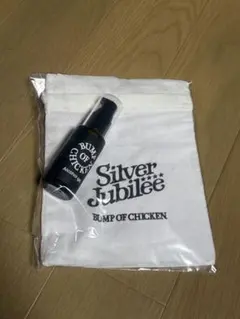 BUMP
OF
CHICKEN
Silver
Jubilee
BUMP OF CHICKEN